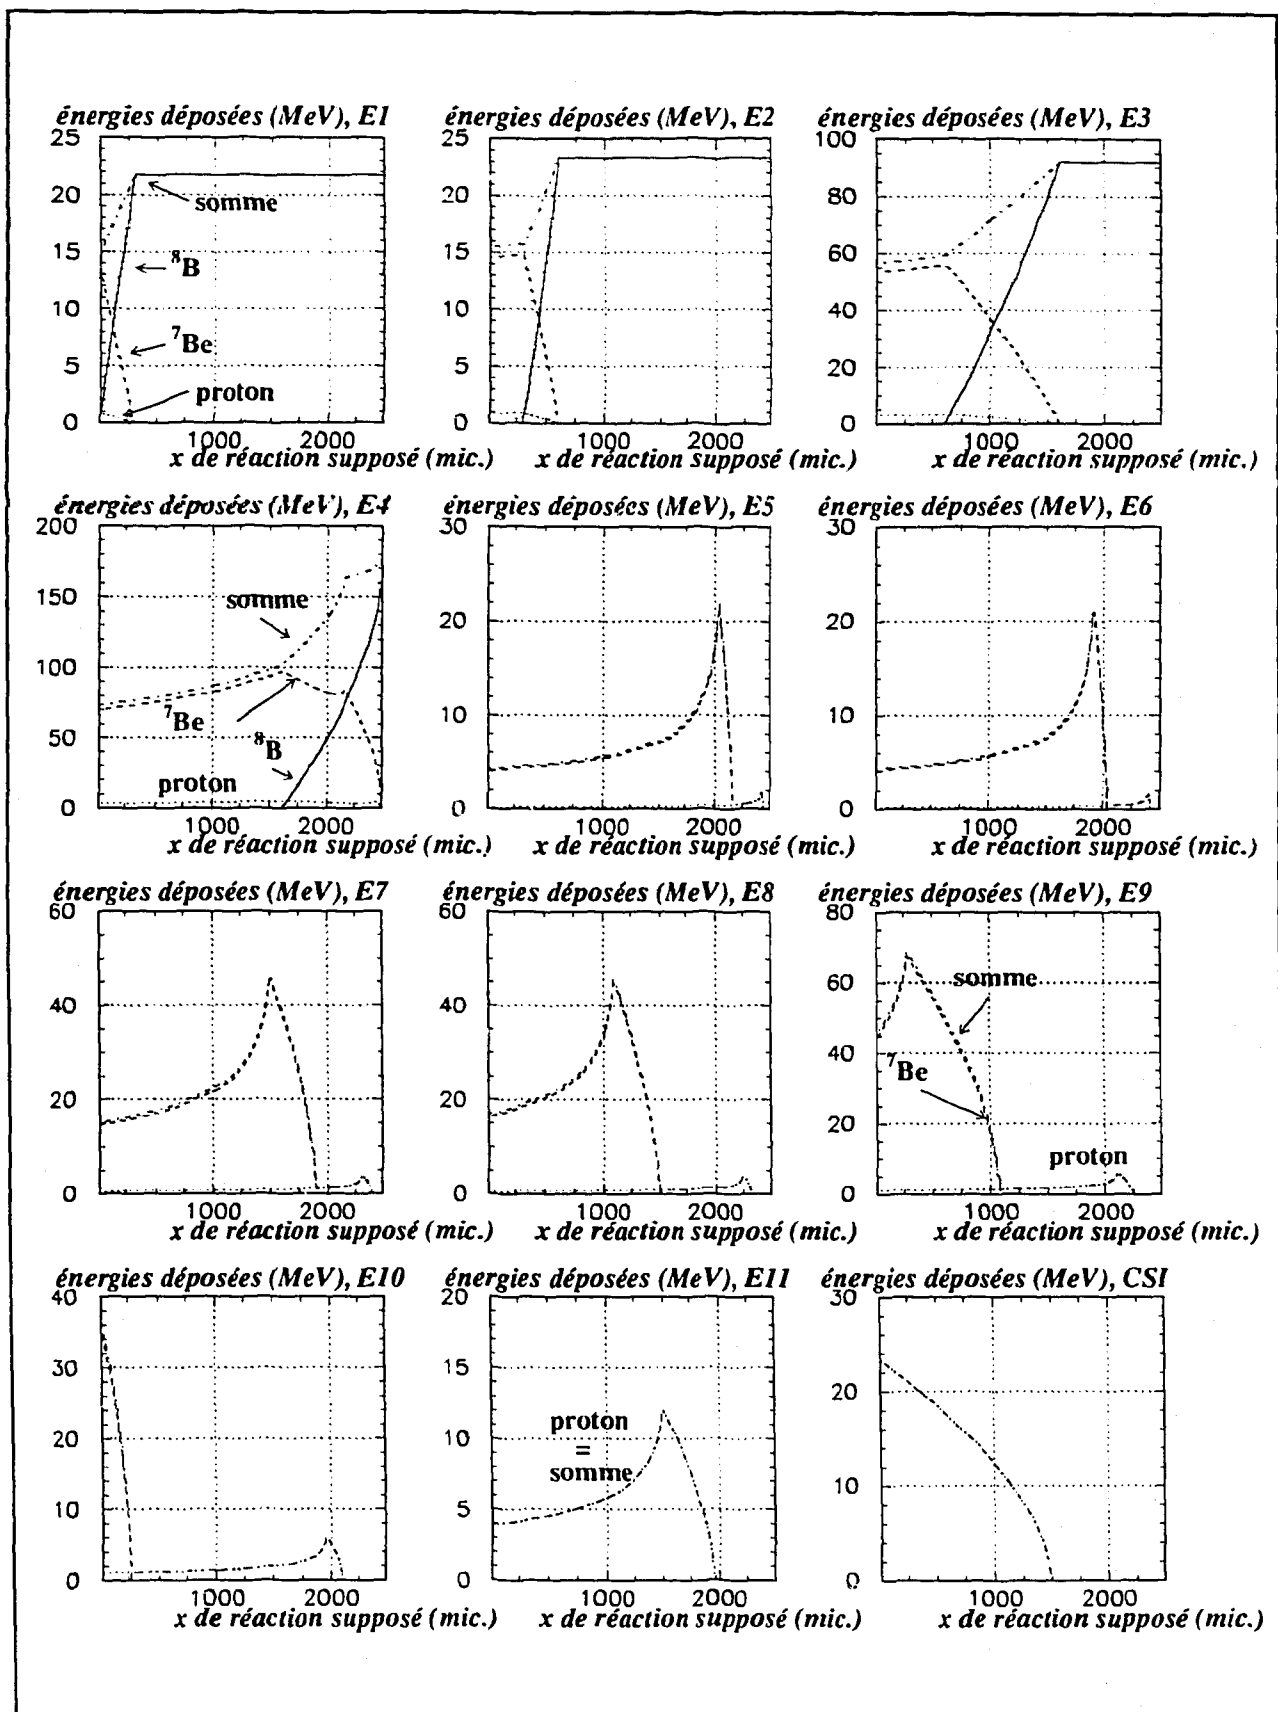 énergies déposées (MeV), E1
25
20
15
10
5
0
somme
⁸B
⁷Be
proton
1000 2000
x de réaction supposé (mic.)
énergies déposées (MeV), E2
25
20
15
10
5
0
1000 2000
x de réaction supposé (mic.)
énergies déposées (MeV), E3
100
80
60
40
20
0
1000 2000
x de réaction supposé (mic.)
énergies déposées (MeV), E4
200
150
100
50
0
somme
⁷Be
⁸B
proton
1000 2000
x de réaction supposé (mic.)
énergies déposées (MeV), E5
30
20
10
0
1000 2000
x de réaction supposé (mic.)
énergies déposées (MeV), E6
30
20
10
0
1000 2000
x de réaction supposé (mic.)
énergies déposées (MeV), E7
60
40
20
0
1000 2000
x de réaction supposé (mic.)
énergies déposées (MeV), E8
60
40
20
0
1000 2000
x de réaction supposé (mic.)
énergies déposées (MeV), E9
80
60
40
20
0
somme
⁷Be
proton
1000 2000
x de réaction supposé (mic.)
énergies déposées (MeV), E10
40
30
20
10
0
1000 2000
x de réaction supposé (mic.)
énergies déposées (MeV), E11
20
15
10
5
0
proton
=
somme
1000 2000
x de réaction supposé (mic.)
énergies déposées (MeV), CSI
30
20
10
0
1000 2000
x de réaction supposé (mic.)